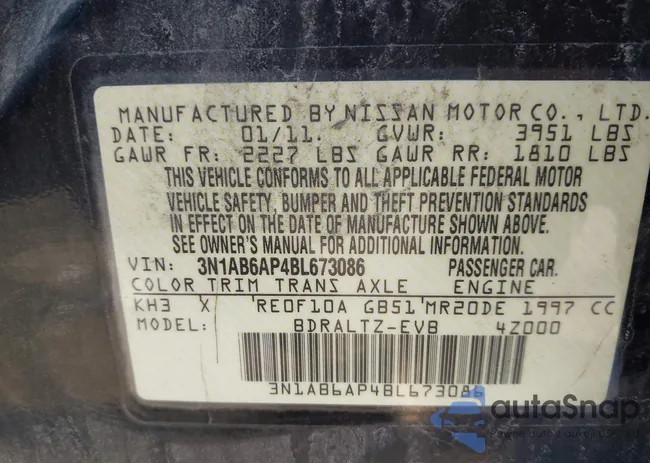 MANUFACTURED BY NISSAN MOTOR CO., LTD.
DATE: 01/11. GVWR: 3951 LBS
GAWR FR: 2227 LBS GAWR RR: 1810 LBS
THIS VEHICLE CONFORMS TO ALL APPLICABLE FEDERAL MOTOR
VEHICLE SAFETY, BUMPER AND THEFT PREVENTION STANDARDS
IN EFFECT ON THE DATE OF MANUFACTURE SHOWN ABOVE.
SEE OWNER'S MANUAL FOR ADDITIONAL INFORMATION.
VIN: 3N1AB6AP4BL673086 PASSENGER CAR.
COLOR TRIM TRANS AXLE ENGINE
KH3 X RE0F10A GB51 MR20DE 1997 CC
MODEL: BDRALTZ-EVB 4Z000
3N1AB6AP4BL673086
autoSnap